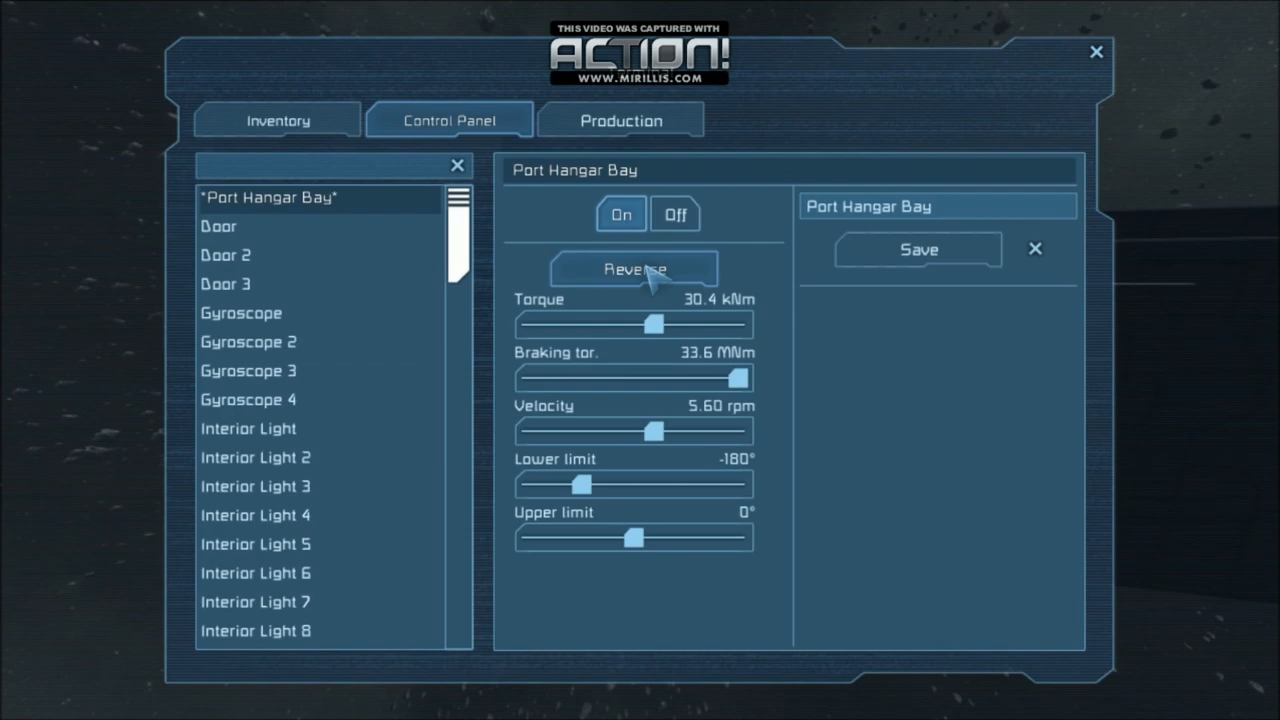 THIS VIDEO WAS CAPTURED WITH
ACTION!
WWW.MIRILLIS.COM
Inventory
Control Panel
Production
*Port Hangar Bay*
Door
Door 2
Door 3
Gyroscope
Gyroscope 2
Gyroscope 3
Gyroscope 4
Interior Light
Interior Light 2
Interior Light 3
Interior Light 4
Interior Light 5
Interior Light 6
Interior Light 7
Interior Light 8
Port Hangar Bay
On Off
Reverse
Torque 30.4 kNm
Braking tor. 33.6 MNm
Velocity 5.60 rpm
Lower limit -180°
Upper limit 0°
Port Hangar Bay
Save